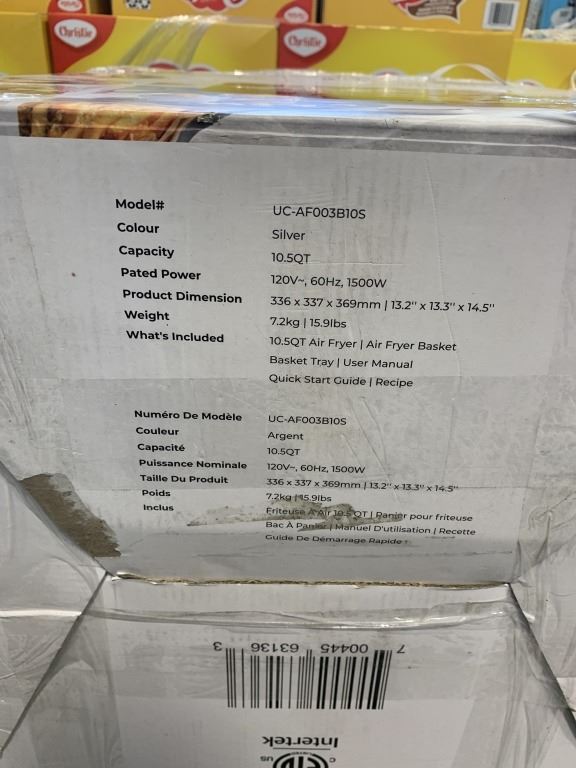 Christie
Christie
Model# UC-AF003B10S
Colour Silver
Capacity 10.5QT
Pated Power 120V~, 60Hz, 1500W
Product Dimension 336 x 337 x 369mm | 13.2'' x 13.3'' x 14.5''
Weight 7.2kg | 15.9lbs
What's Included 10.5QT Air Fryer | Air Fryer Basket
Basket Tray | User Manual
Quick Start Guide | Recipe
Numéro De Modèle UC-AF003B10S
Couleur Argent
Capacité 10.5QT
Puissance Nominale 120V~, 60Hz, 1500W
Taille Du Produit 336 x 337 x 369mm | 13.2'' x 13.3'' x 14.5''
Poids 7.2kg | 15.9lbs
Inclus Friteuse À Air 10.5 QT | Panier pour friteuse
Bac À Panier | Manuel D'utilisation | Recette
Guide De Démarrage Rapide
7 00445 63136 3
Intertek
C US